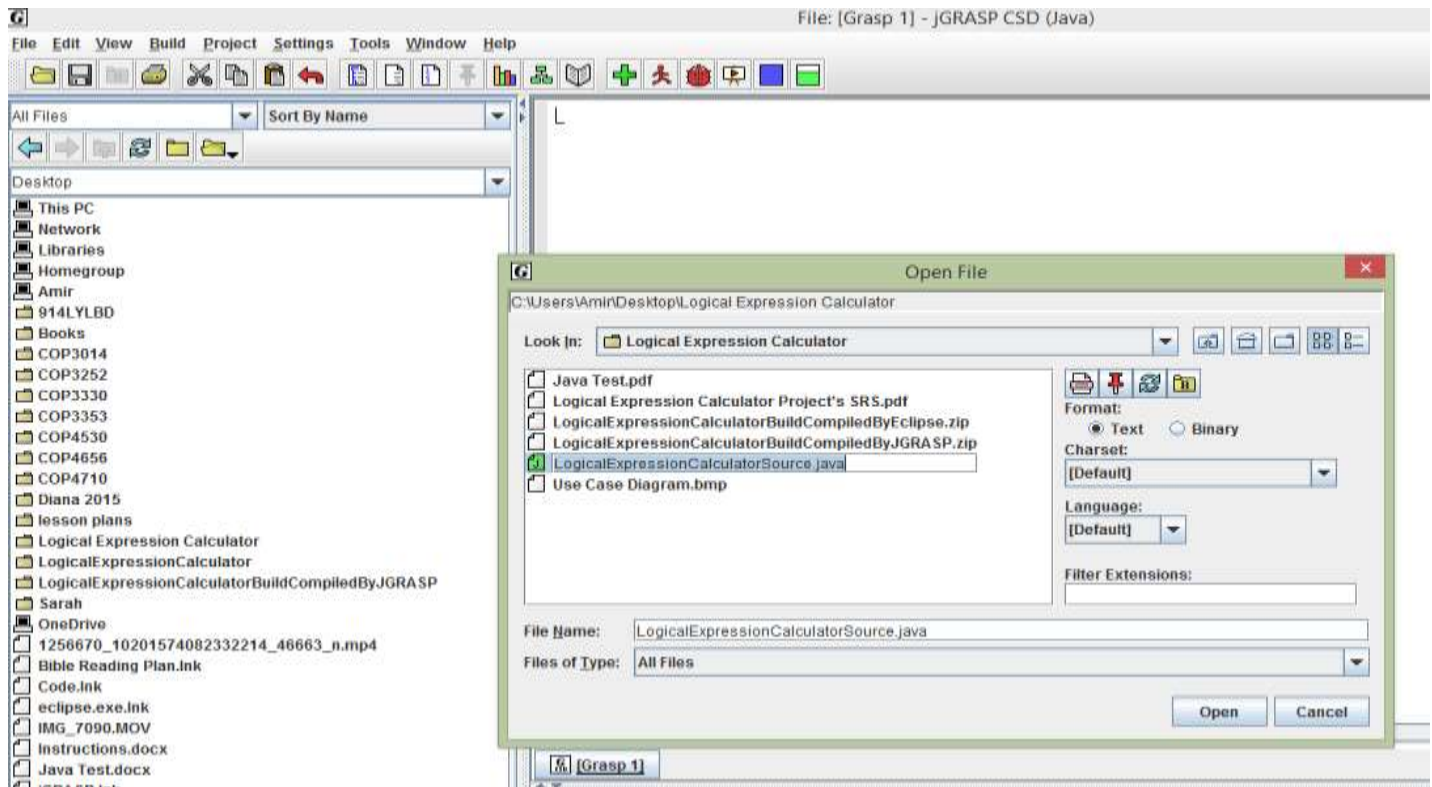 File: [Grasp 1] - jGRASP CSD (Java)
File Edit View Build Project Settings Tools Window Help
All Files
Sort By Name
Desktop
This PC
Network
Libraries
Homegroup
Amir
914LYLBD
Books
COP3014
COP3252
COP3330
COP3353
COP4530
COP4656
COP4710
Diana 2015
lesson plans
Logical Expression Calculator
LogicalExpressionCalculator
LogicalExpressionCalculatorBuildCompiledByJGRASP
Sarah
OneDrive
1256670_10201574082332214_46663_n.mp4
Bible Reading Plan.lnk
Code.lnk
eclipse.exe.lnk
IMG_7090.MOV
Instructions.docx
Java Test.docx
Open File
C:\Users\Amir\Desktop\Logical Expression Calculator
Look In: Logical Expression Calculator
Java Test.pdf
Logical Expression Calculator Project's SRS.pdf
LogicalExpressionCalculatorBuildCompiledByEclipse.zip
LogicalExpressionCalculatorBuildCompiledByJGRASP.zip
LogicalExpressionCalculatorSource.java
Use Case Diagram.bmp
Format:
Text Binary
Charset:
[Default]
Language:
[Default]
Filter Extensions:
File Name: LogicalExpressionCalculatorSource.java
Files of Type: All Files
Open Cancel
[Grasp 1]